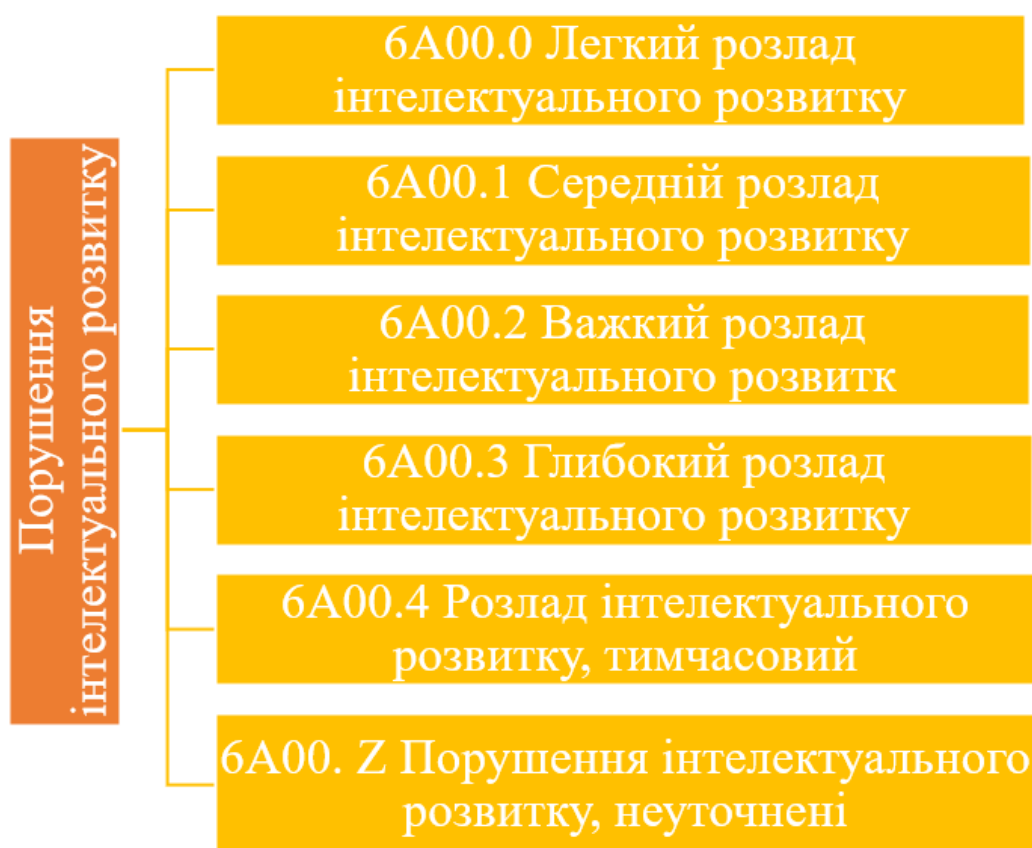 Порушення
інтелектуального розвитку
6A00.0 Легкий розлад
інтелектуального розвитку
6A00.1 Середній розлад
інтелектуального розвитку
6A00.2 Важкий розлад
інтелектуального розвитк
6A00.3 Глибокий розлад
інтелектуального розвитку
6A00.4 Розлад інтелектуального
розвитку, тимчасовий
6A00. Z Порушення інтелектуального
розвитку, неуточнені